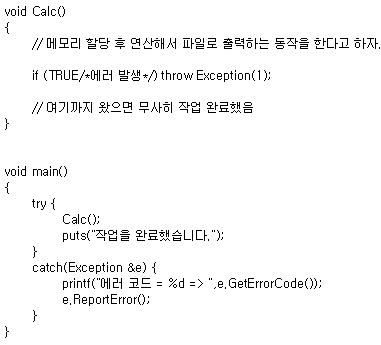 void Calc()
{
// 메모리 할당 후 연산해서 파일로 출력하는 동작을 한다고 하자.
if (TRUE/*에러 발생*/) throw Exception(1);
// 여기까지 왔으면 무사히 작업 완료했음
}
void main()
{
try {
Calc();
puts("작업을 완료했습니다.");
}
catch(Exception &e) {
printf("에러 코드 = %d => ",e.GetErrorCode());
e.ReportError();
}
}